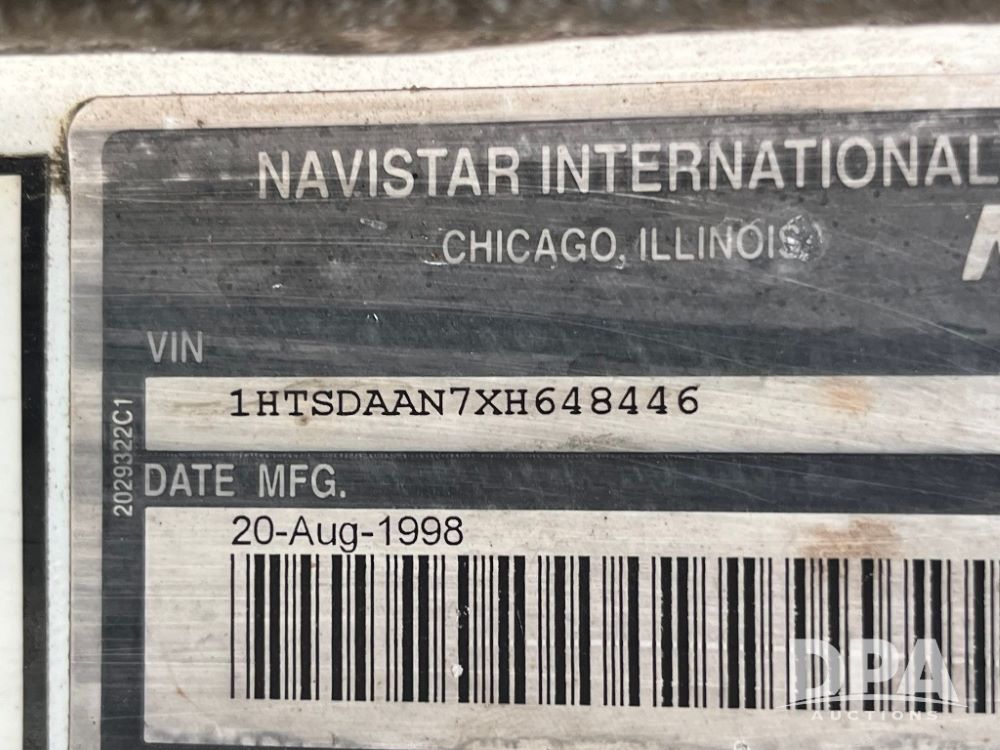 NAVISTAR INTERNATIONAL
CHICAGO, ILLINOIS
VIN
1HTSDAAN7XH648446
2029322C1
DATE MFG.
20-Aug-1998
DPA
AUCTIONS